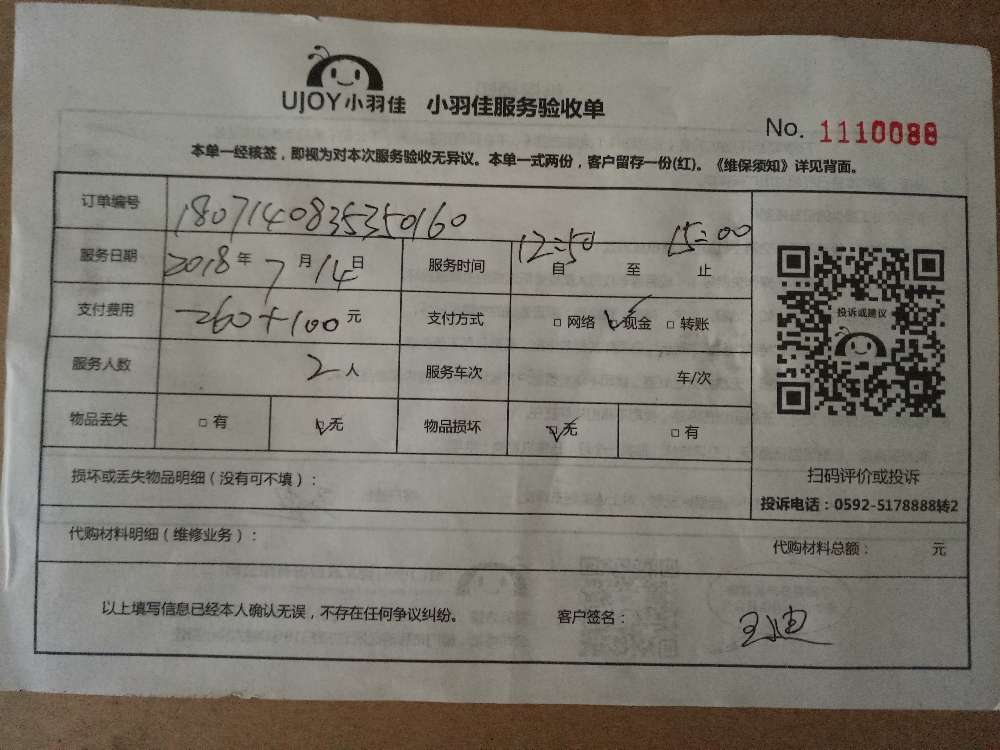 UJOY小羽佳 小羽佳服务验收单
No. 1110088
本单一经核签，即视为对本次服务验收无异议。本单一式两份，客户留存一份(红)。《维保须知》详见背面。
订单编号 180714083535350160
服务日期 2018年7月14日 服务时间 12:50 自 至 15:00 止
支付费用 260+100元 支付方式 □网络 ☑现金 □转账
服务人数 2人 服务车次 车/次
物品丢失 □有 ☑无 物品损坏 ☑无 □有
投诉或建议
扫码评价或投诉
投诉电话：0592-5178888转2
损坏或丢失物品明细（没有可不填）：
代购材料明细（维修业务）： 代购材料总额： 元
以上填写信息已经本人确认无误，不存在任何争议纠纷。 客户签名：